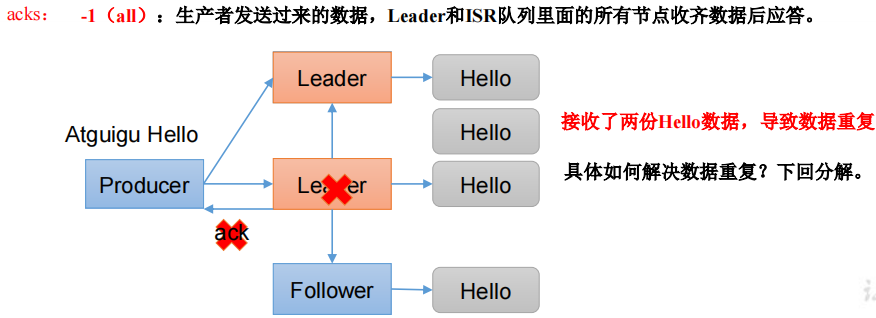 acks： -1（all）：生产者发送过来的数据，Leader和ISR队列里面的所有节点收齐数据后应答。
Leader
Hello
Hello
接收了两份Hello数据，导致数据重复
Atguigu Hello
Producer
Leader
Hello
具体如何解决数据重复？下回分解。
ack
Follower
Hello